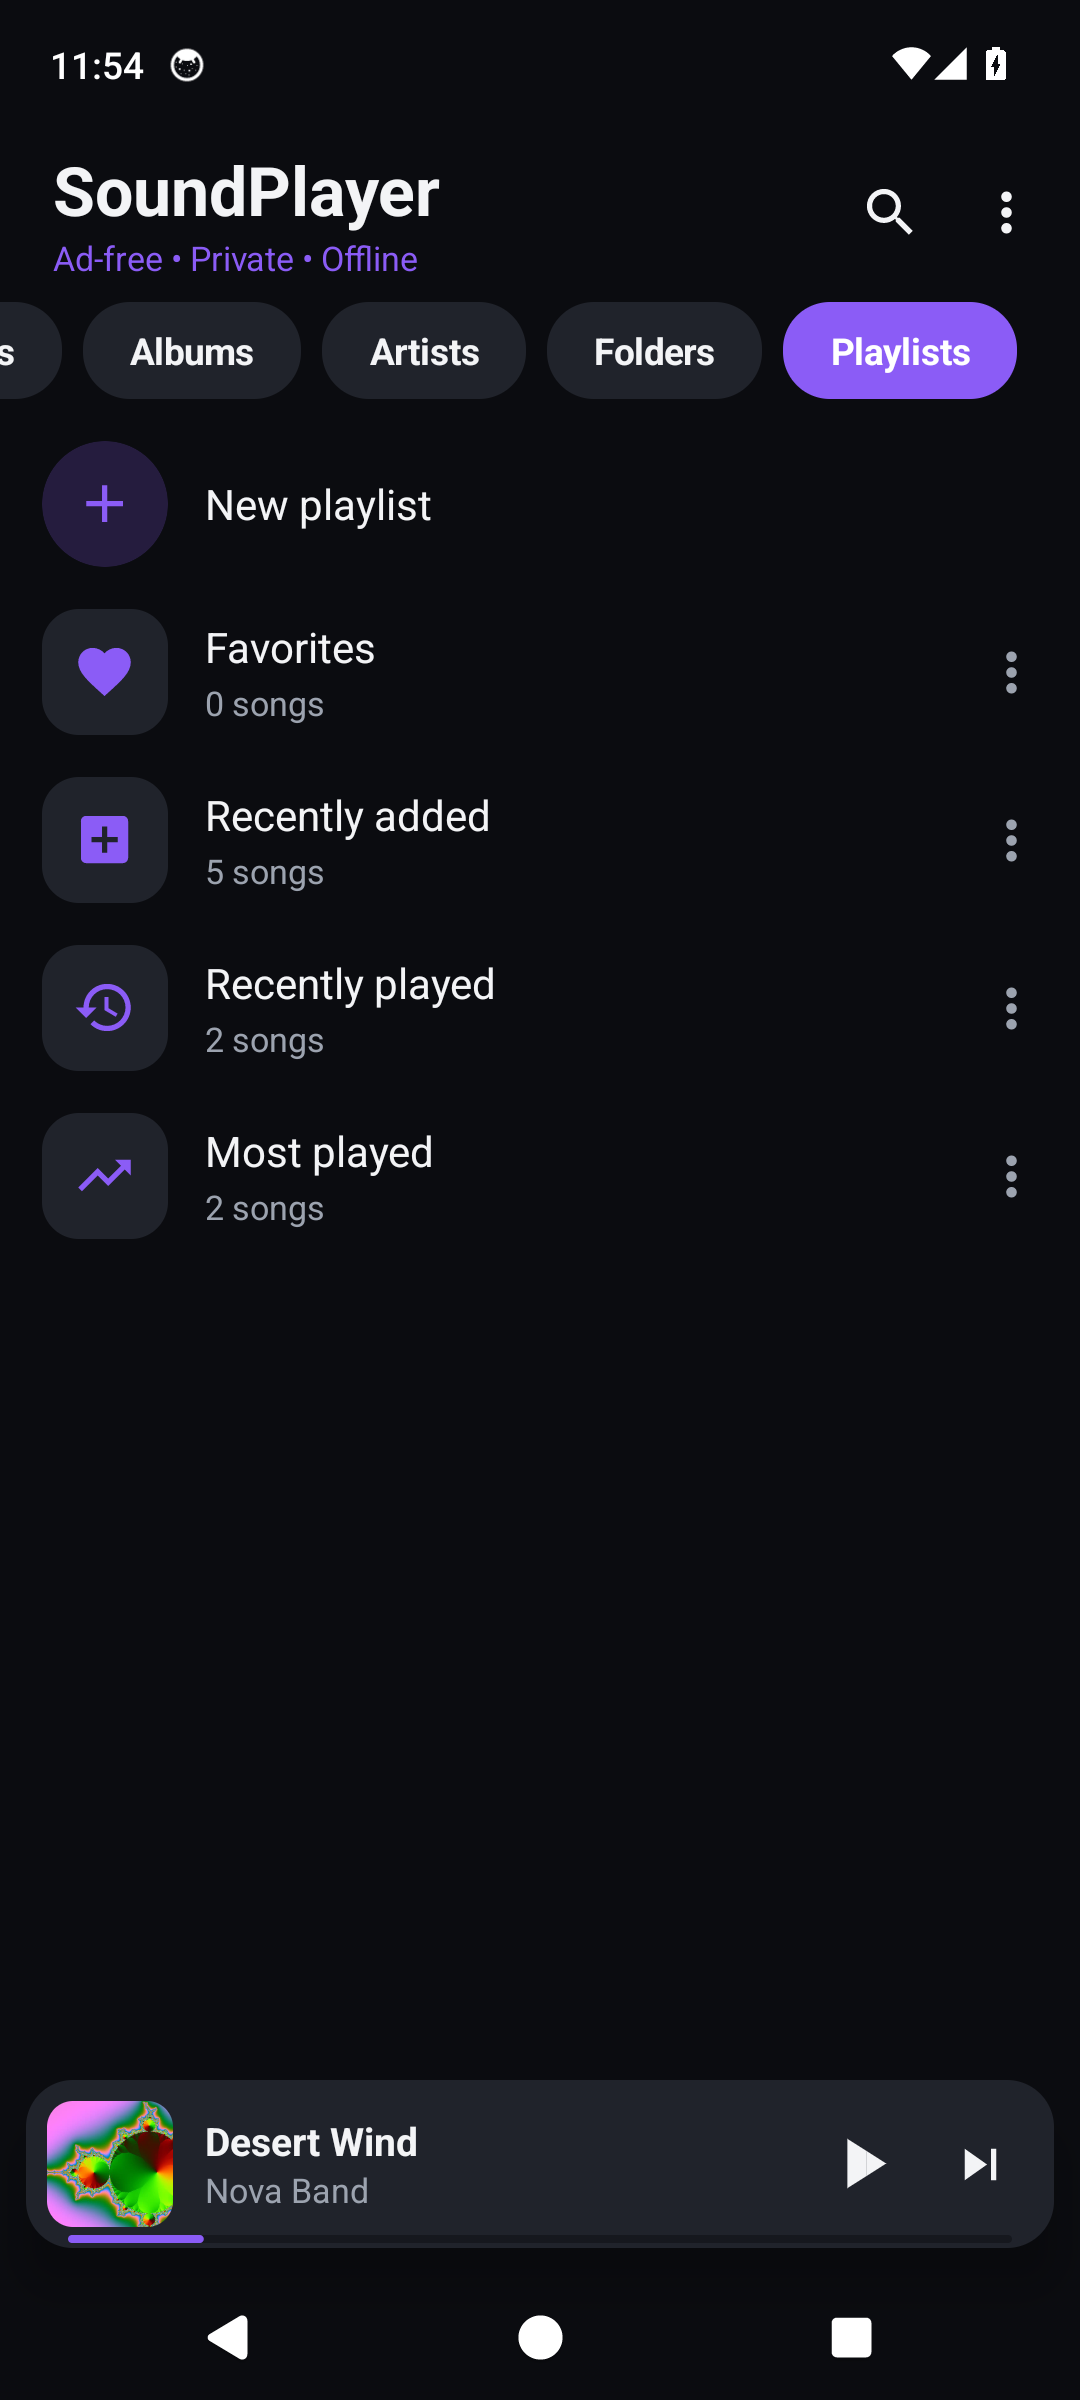 11:54
SoundPlayer
Ad-free • Private • Offline
s
Albums
Artists
Folders
Playlists
New playlist
Favorites
0 songs
Recently added
5 songs
Recently played
2 songs
Most played
2 songs
Desert Wind
Nova Band